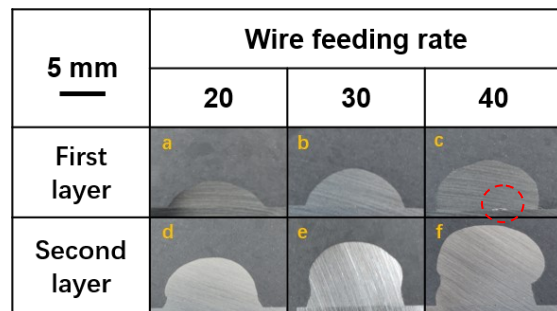 5 mm
Wire feeding rate
20 30 40
First
layer
a b c
Second
layer
d e f